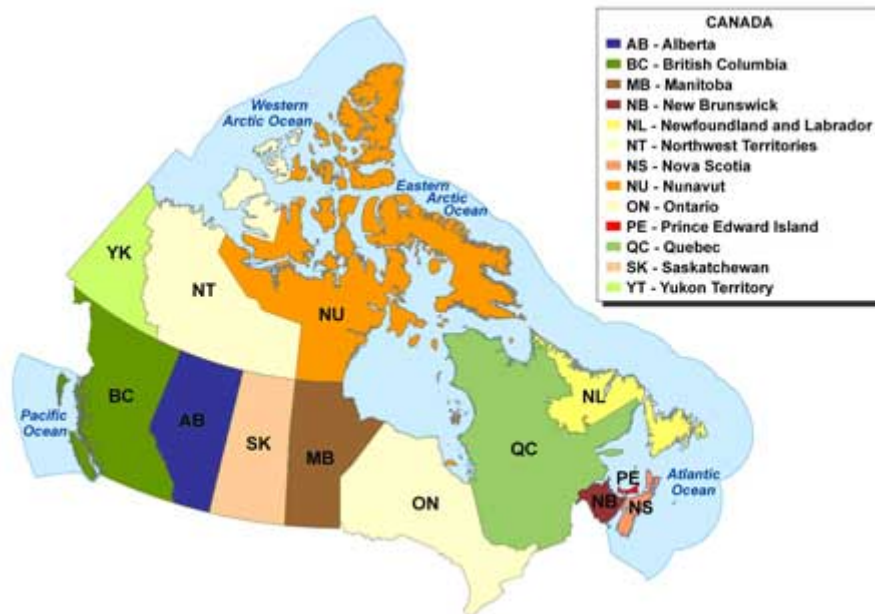 CANADA
AB - Alberta
BC - British Columbia
MB - Manitoba
NB - New Brunswick
NL - Newfoundland and Labrador
NT - Northwest Territories
NS - Nova Scotia
NU - Nunavut
ON - Ontario
PE - Prince Edward Island
QC - Quebec
SK - Saskatchewan
YT - Yukon Territory
Western
Arctic Ocean
Eastern
Arctic
Ocean
YK
NT
NU
BC
AB
SK
MB
ON
QC
NL
PE
NB
NS
Pacific
Ocean
Atlantic
Ocean